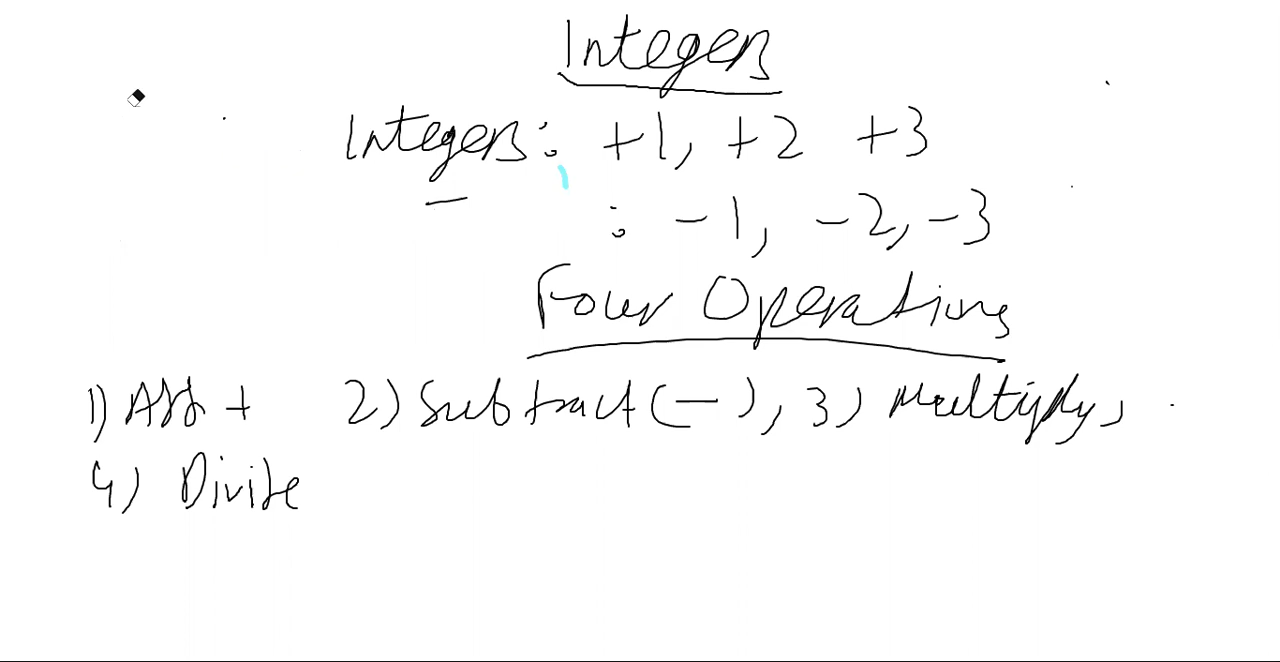 Integers
Integers: +1, +2 +3
: -1, -2, -3
Four Operations
1) Add + 2) Subtract (-), 3) Multiply,
4) Divide